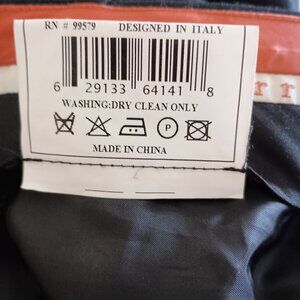 RN # 99579 DESIGNED IN ITALY
6 29133 64141 8
WASHING:DRY CLEAN ONLY
P
MADE IN CHINA